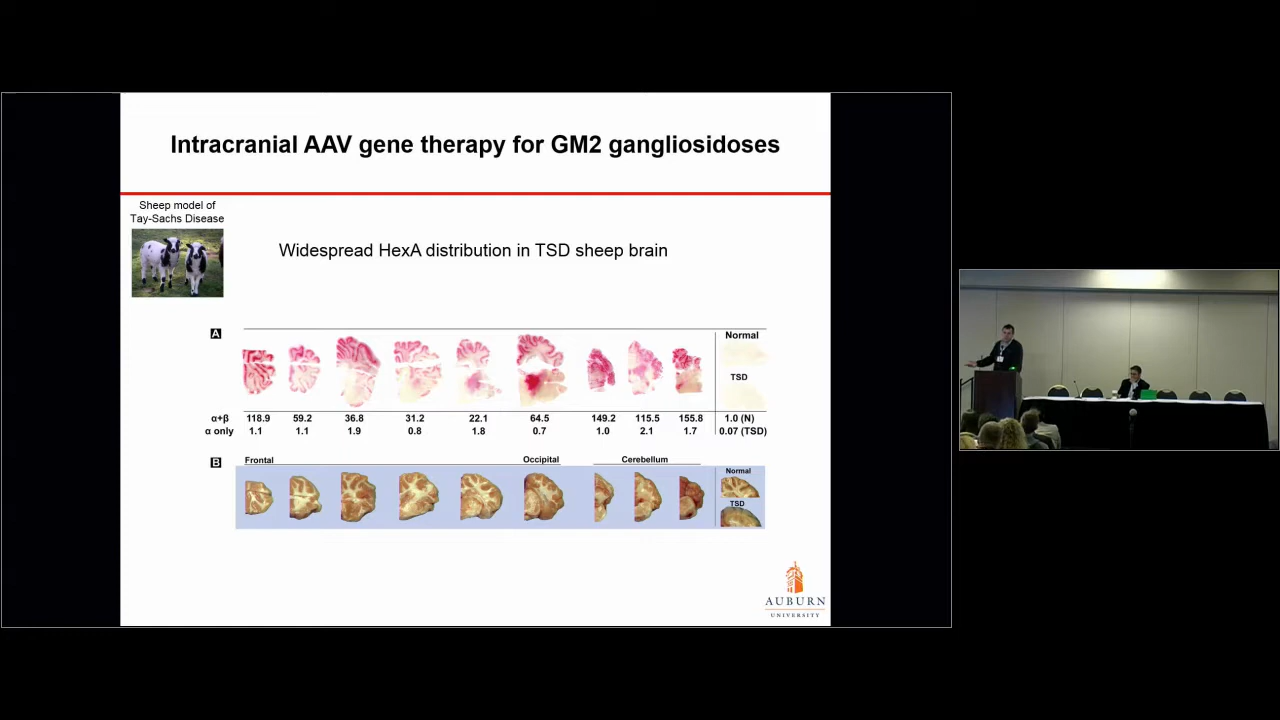 Intracranial AAV gene therapy for GM2 gangliosidoses
Sheep model of
Tay-Sachs Disease
Widespread HexA distribution in TSD sheep brain
A
Normal
TSD
α+β 118.9 59.2 36.8 31.2 22.1 64.5 149.2 115.5 155.8 1.0 (N)
α only 1.1 1.1 1.9 0.8 1.8 0.7 1.0 2.1 1.7 0.07 (TSD)
B
Frontal Occipital Cerebellum
Normal
TSD
AUBURN
UNIVERSITY